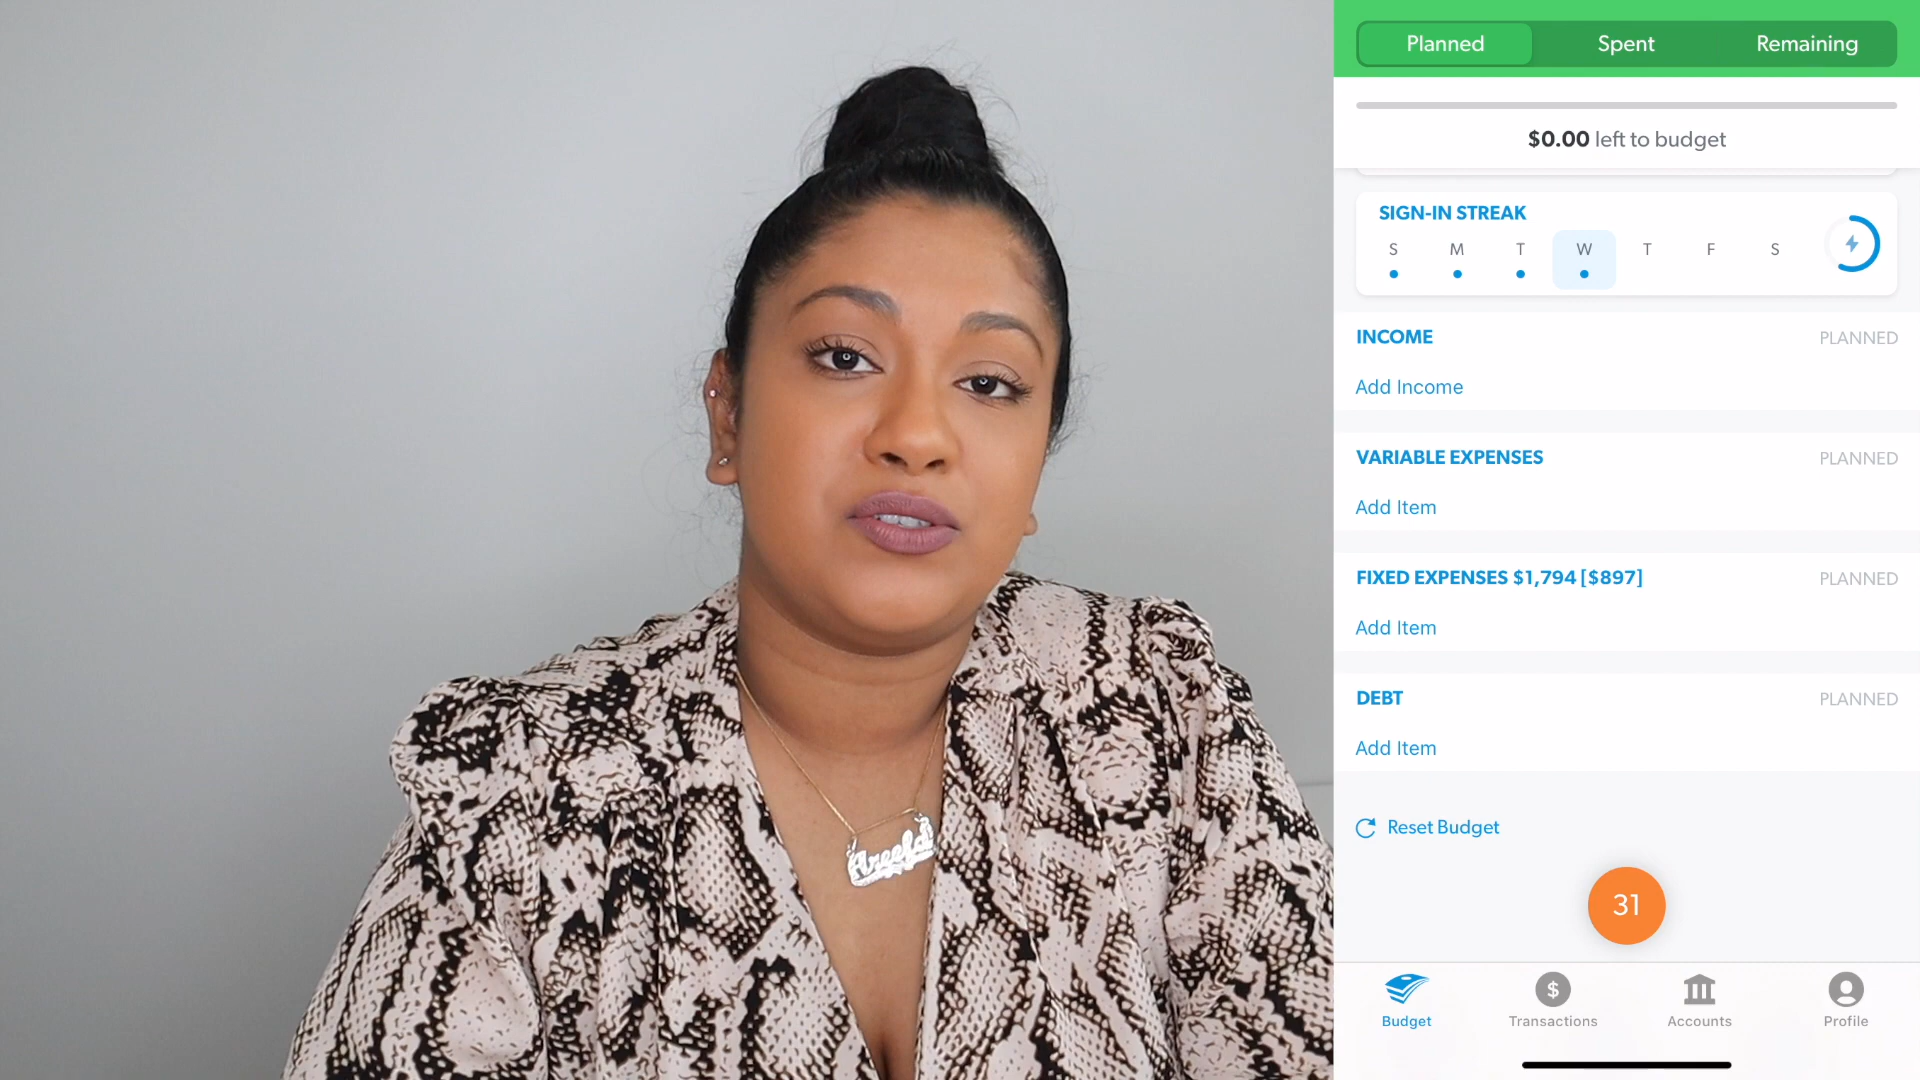 Planned Spent Remaining
$0.00 left to budget
SIGN-IN STREAK
S M T W T F S
INCOME PLANNED
Add Income
VARIABLE EXPENSES PLANNED
Add Item
FIXED EXPENSES $1,794 [$897] PLANNED
Add Item
DEBT PLANNED
Add Item
Reset Budget
31
$
Budget Transactions Accounts Profile
Areefa